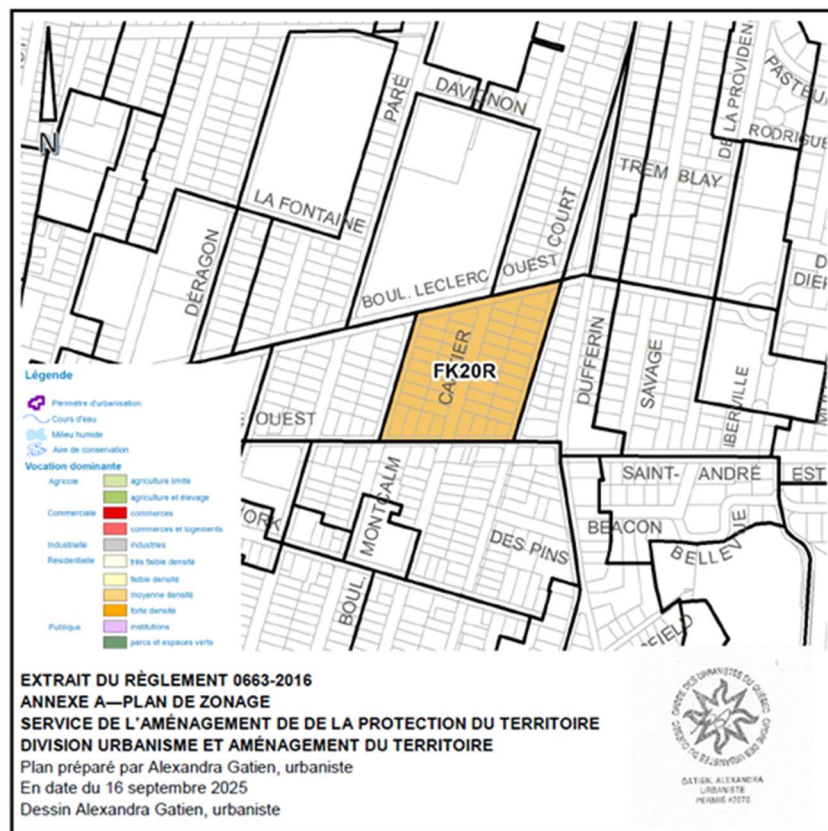 PASTEUR
DE LA PROVIDEN
RODRIGUE
DAVIGNON
PARÉ
TREM BLAY
LA FONTAINE
COURT
DÉRAGON
OUEST
BOUL. LECLERC
N
CARTIER
FK20R
DUFFERIN
SAVAGE
IBERVILLE
OUEST
SAINT-ANDRÉ EST
MONTCALM
BEACON
BELLEVUE
DES PINS
BOUL.
Légende
Périmètre d'urbanisation
Cours d'eau
Milieu humide
Aire de conservation
Vocation dominante
Agricole
agriculture limité
agriculture et élevage
Commerciale
commerces
commerces et logements
Industrielle
industries
Résidentielle
très faible densité
faible densité
moyenne densité
forte densité
Publique
institutions
parcs et espaces verts
EXTRAIT DU RÈGLEMENT 0663-2016
ANNEXE A—PLAN DE ZONAGE
SERVICE DE L'AMÉNAGEMENT DE DE LA PROTECTION DU TERRITOIRE
DIVISION URBANISME ET AMÉNAGEMENT DU TERRITOIRE
Plan préparé par Alexandra Gatien, urbaniste
En date du 16 septembre 2025
Dessin Alexandra Gatien, urbaniste
ORDRE DES URBANISTES DU QUÉBEC
GATIEN, ALEXANDRA
URBANISTE